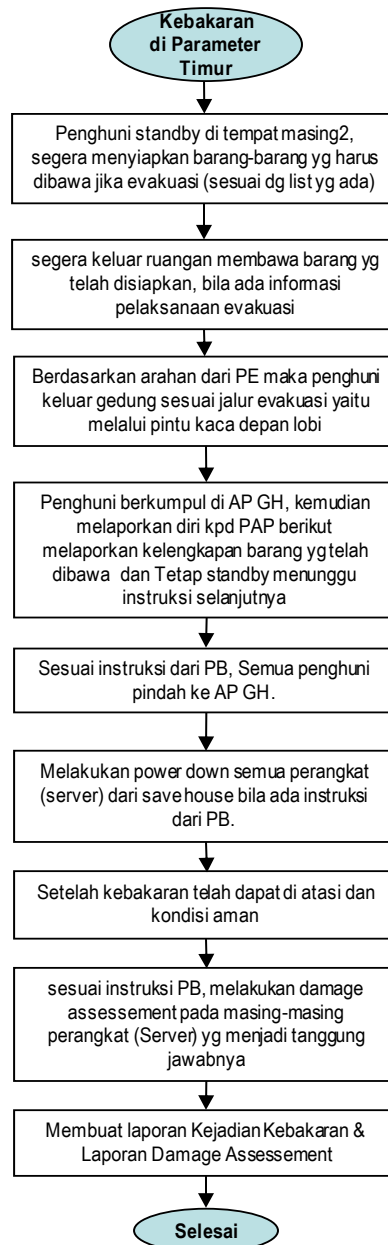 Kebakaran
di Parameter
Timur
Penghuni standby di tempat masing2,
segera menyiapkan barang-barang yg harus
dibawa jika evakuasi (sesuai dg list yg ada)
segera keluar ruangan membawa barang yg
telah disiapkan, bila ada informasi
pelaksanaan evakuasi
Berdasarkan arahan dari PE maka penghuni
keluar gedung sesuai jalur evakuasi yaitu
melalui pintu kaca depan lobi
Penghuni berkumpul di AP GH, kemudian
melaporkan diri kpd PAP berikut
melaporkan kelengkapan barang yg telah
dibawa dan Tetap standby menunggu
instruksi selanjutnya
Sesuai instruksi dari PB, Semua penghuni
pindah ke AP GH.
Melakukan power down semua perangkat
(server) dari save house bila ada instruksi
dari PB.
Setelah kebakaran telah dapat di atasi dan
kondisi aman
sesuai instruksi PB, melakukan damage
assessement pada masing-masing
perangkat (Server) yg menjadi tanggung
jawabnya
Membuat laporan Kejadian Kebakaran &
Laporan Damage Assessement
Selesai